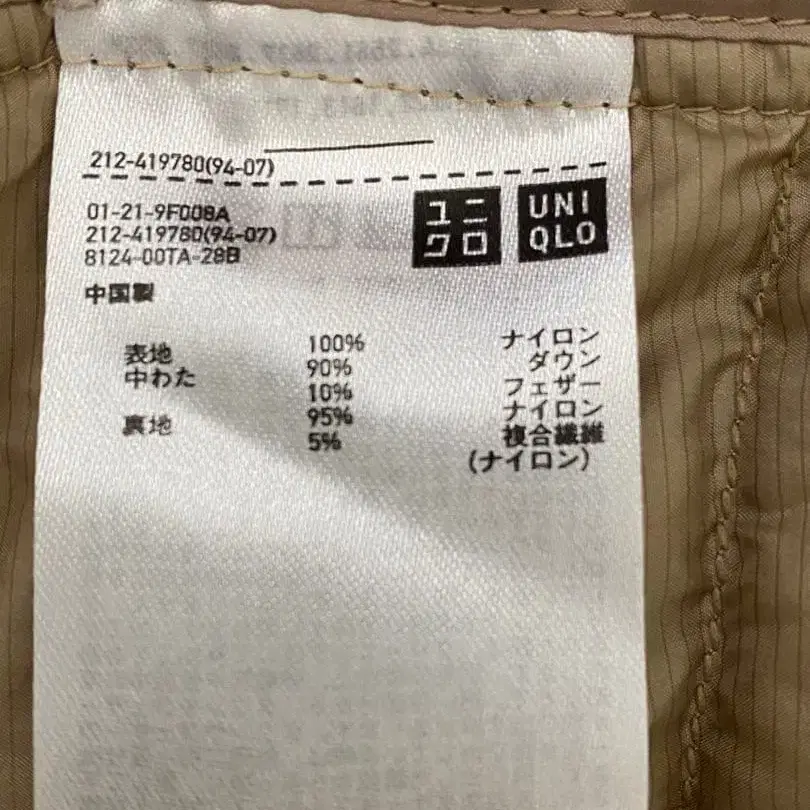 212-419780(94-07)
01-21-9F008A
212-419780(94-07)
8124-00TA-28B
ユニクロ
UNIQLO
中国製
表地 100% ナイロン
中わた 90% ダウン
10% フェザー
裏地 95% ナイロン
5% 複合繊維
(ナイロン)